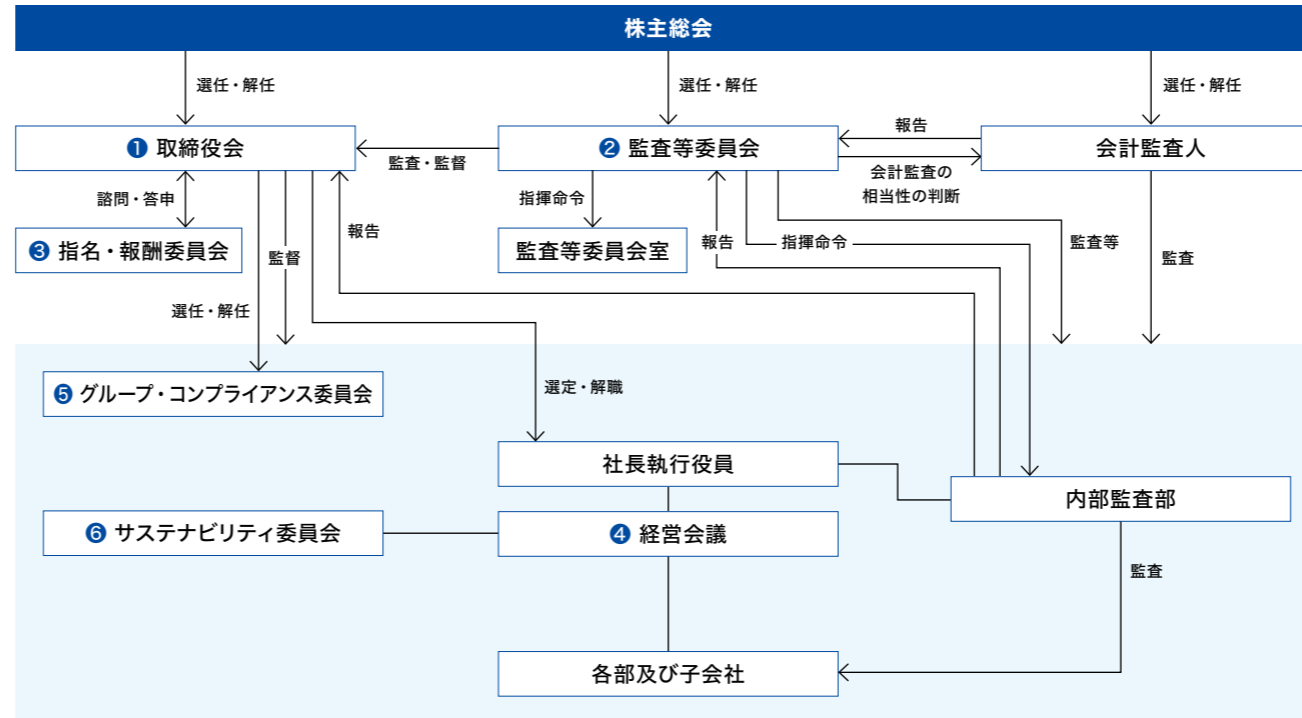 株主総会
選任・解任
選任・解任
選任・解任
❶ 取締役会
監査・監督
❷ 監査等委員会
報告
会計監査の
相当性の判断
会計監査人
諮問・答申
指揮命令
❸ 指名・報酬委員会
監督
報告
監査等委員会室
報告
指揮命令
監査等
監査
選任・解任
❺ グループ・コンプライアンス委員会
選定・解職
社長執行役員
内部監査部
❻ サステナビリティ委員会
❹ 経営会議
監査
各部及び子会社